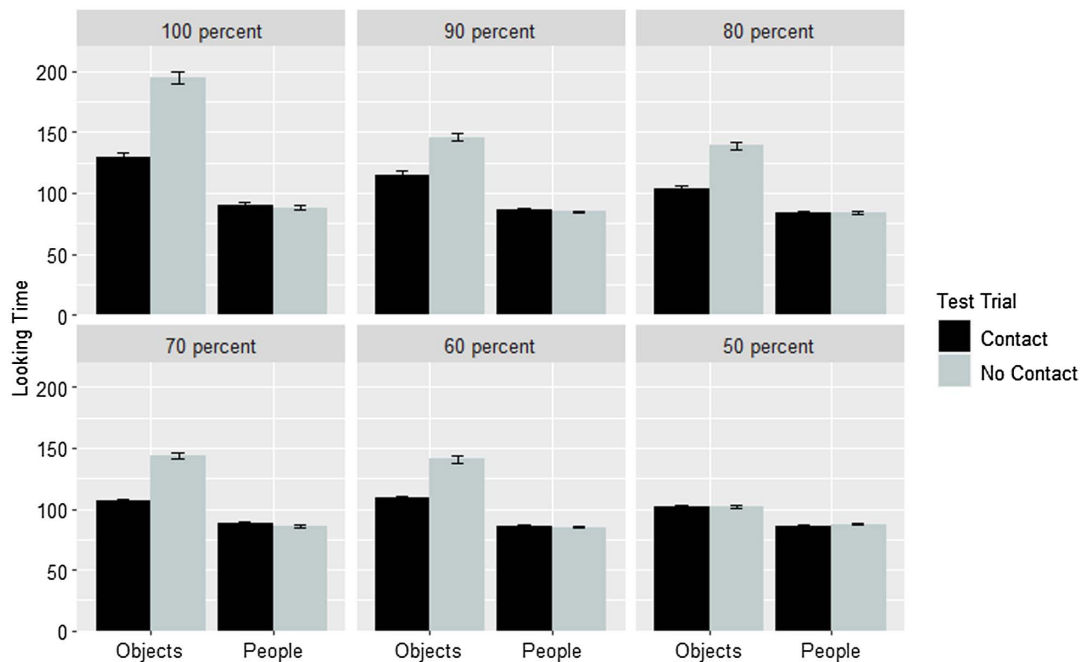 100 percent
90 percent
80 percent
200
150
100
50
0
70 percent
60 percent
50 percent
200
150
100
50
0
Looking Time
Objects People
Objects People
Objects People
Test Trial
Contact
No Contact